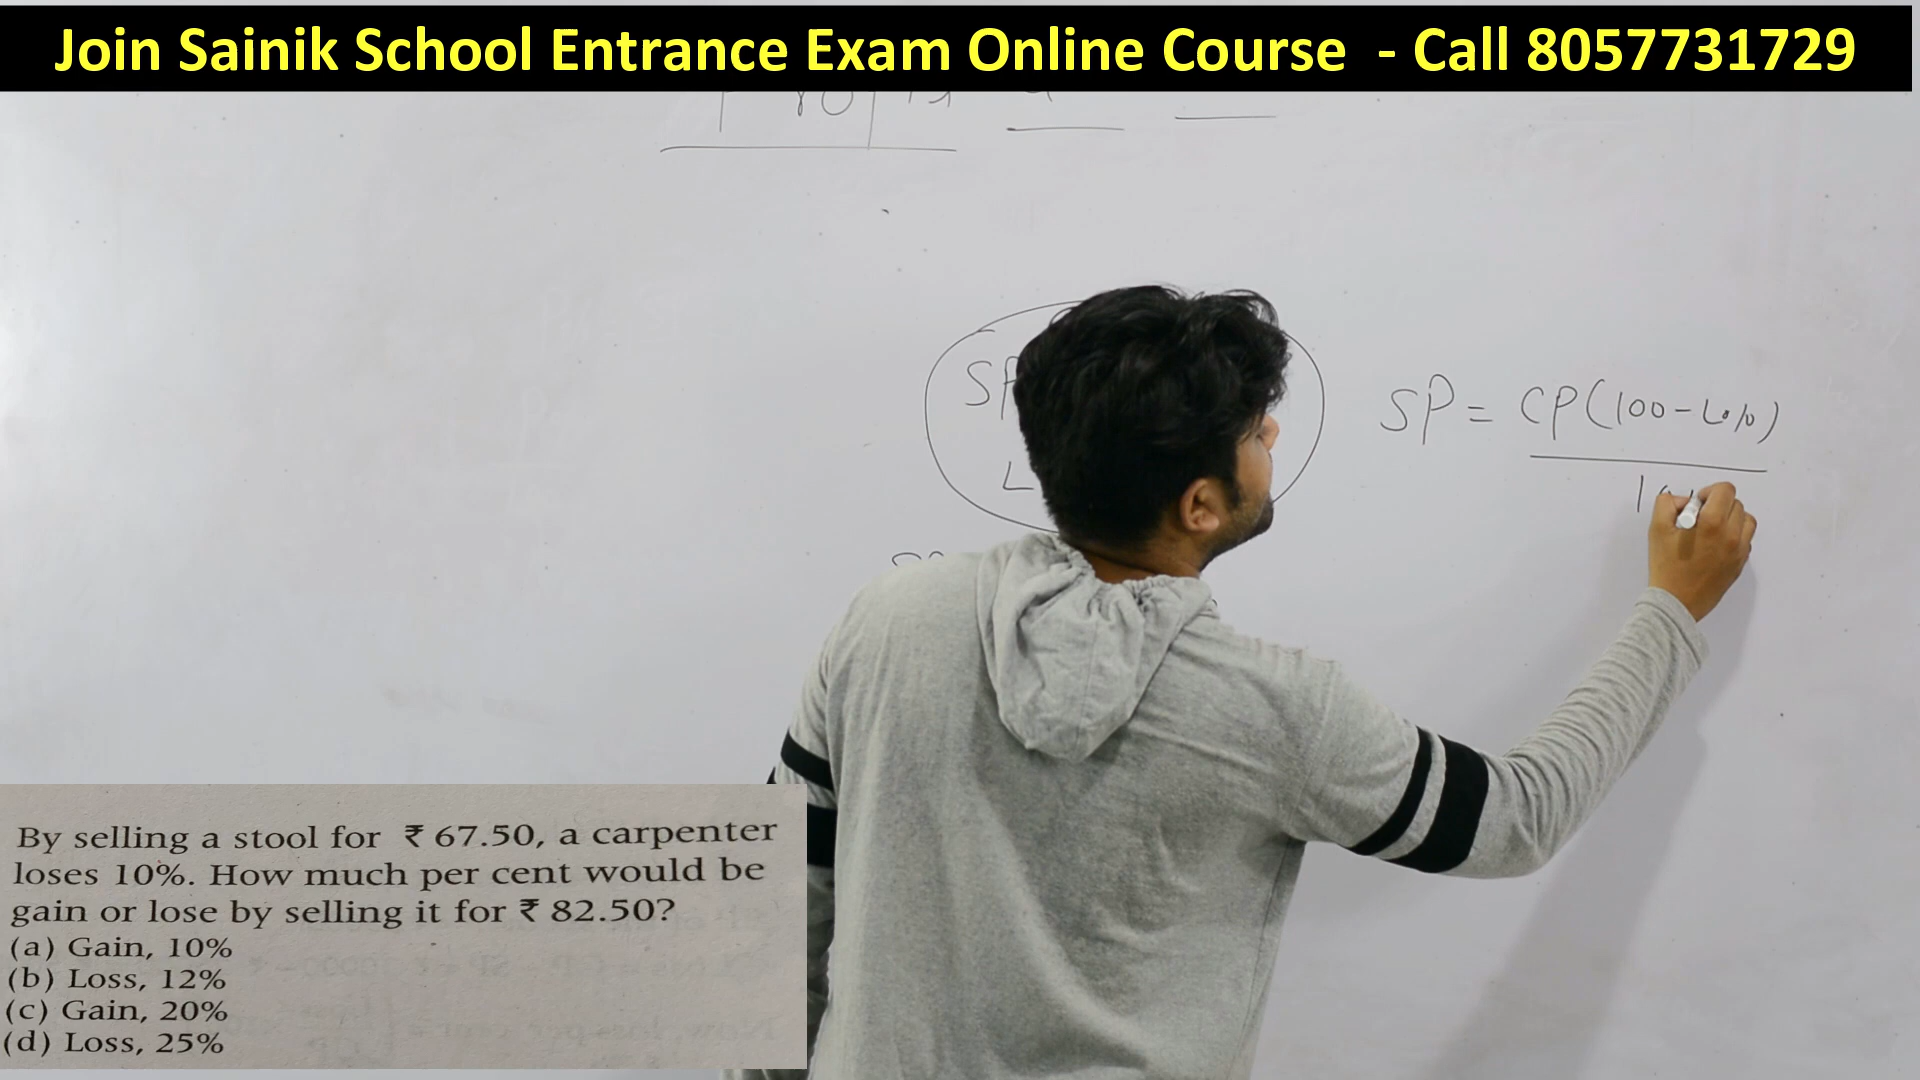 Join Sainik School Entrance Exam Online Course - Call 8057731729
SP = CP(100-L%)
By selling a stool for ₹ 67.50, a carpenter
loses 10%. How much per cent would be
gain or lose by selling it for ₹ 82.50?
(a) Gain, 10%
(b) Loss, 12%
(c) Gain, 20%
(d) Loss, 25%